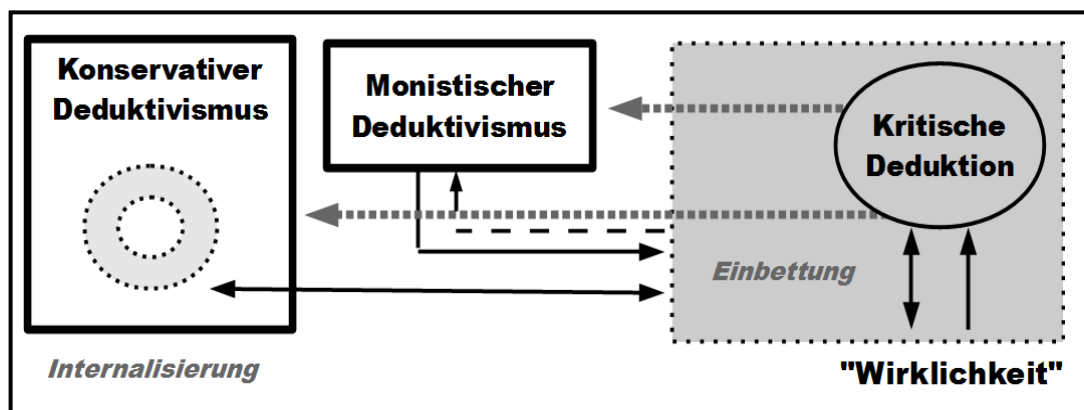 Konservativer
Deduktivismus
Monistischer
Deduktivismus
Kritische
Deduktion
Einbettung
Internalisierung
"Wirklichkeit"